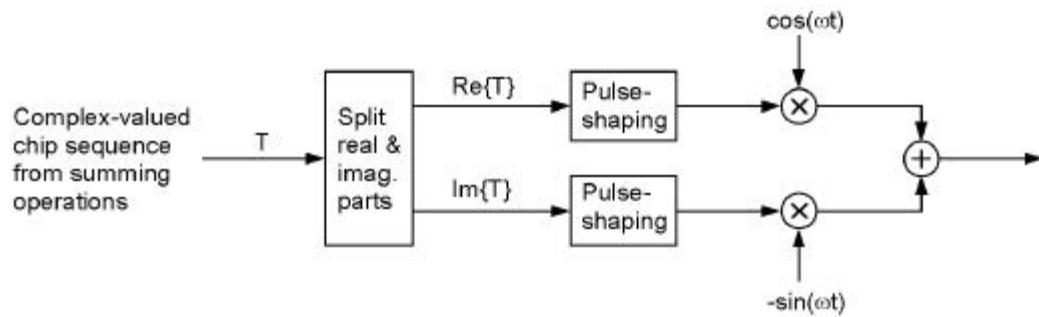 cos(ωt)
Complex-valued
chip sequence
from summing
operations
T
Split
real &
imag.
parts
Re{T}
Pulse-
shaping
Im{T}
Pulse-
shaping
-sin(ωt)